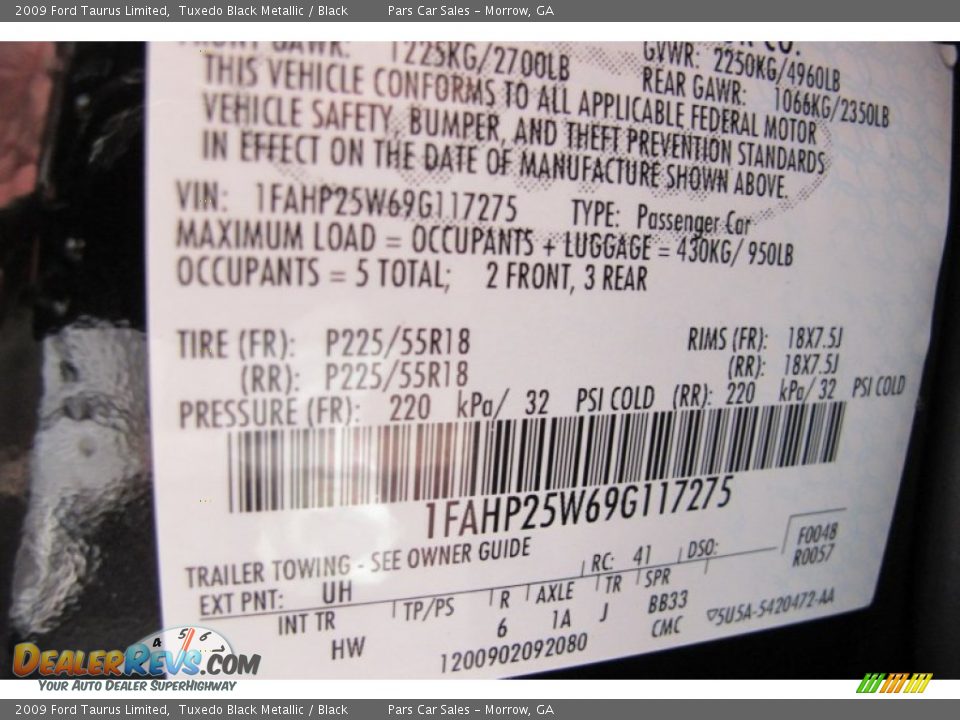 2009 Ford Taurus Limited, Tuxedo Black Metallic / Black Pars Car Sales - Morrow, GA
FRONT GAWR: 1225KG/2700LB GVWR: 2250KG/4960LB
REAR GAWR: 1066KG/2350LB
THIS VEHICLE CONFORMS TO ALL APPLICABLE FEDERAL MOTOR
VEHICLE SAFETY, BUMPER, AND THEFT PREVENTION STANDARDS
IN EFFECT ON THE DATE OF MANUFACTURE SHOWN ABOVE.
VIN: 1FAHP25W69G117275 TYPE: Passenger Car
MAXIMUM LOAD = OCCUPANTS + LUGGAGE = 430KG/ 950LB
OCCUPANTS = 5 TOTAL; 2 FRONT, 3 REAR
TIRE (FR): P225/55R18 RIMS (FR): 18X7.5J
(RR): P225/55R18 (RR): 18X7.5J
PRESSURE (FR): 220 kPa/ 32 PSI COLD (RR): 220 kPa/ 32 PSI COLD
1FAHP25W69G117275
TRAILER TOWING - SEE OWNER GUIDE RC: 41 DSO: F0048
R0057
EXT PNT: UH
INT TR TP/PS R AXLE TR SPR
HW 6 1A J BB33
1200902092080 CMC 5U5A-5420472-AA
4 5 6
DealerRevs.com
Your Auto Dealer SuperHighway
2009 Ford Taurus Limited, Tuxedo Black Metallic / Black Pars Car Sales - Morrow, GA